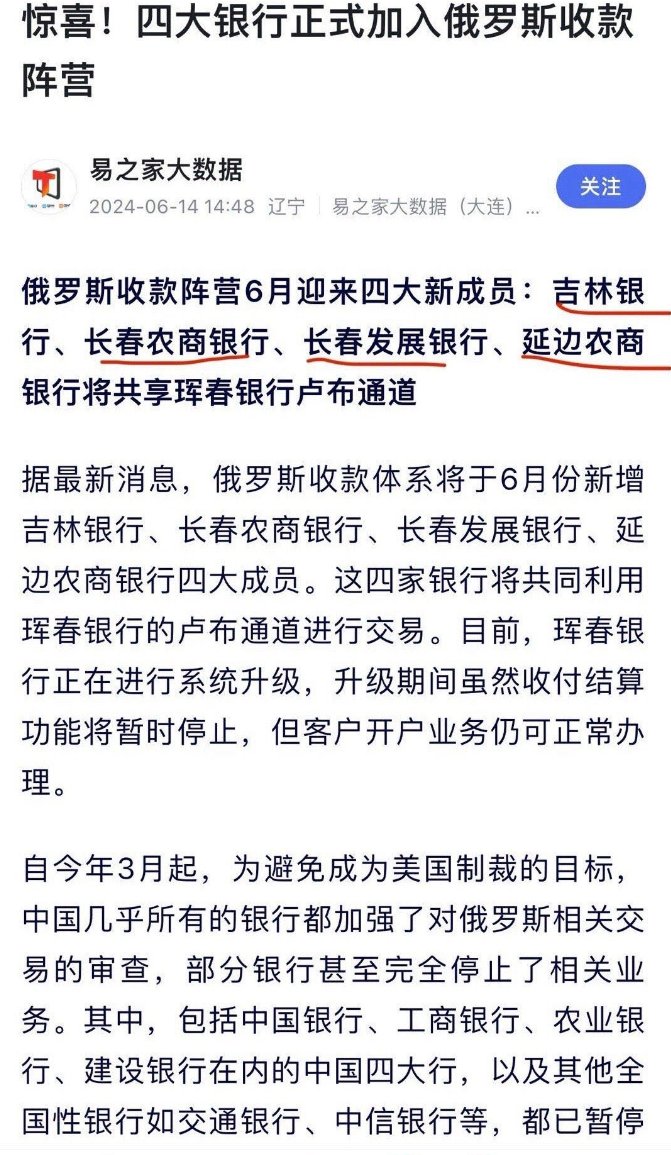 惊喜！四大银行正式加入俄罗斯收款
阵营
易之家大数据
关注
2024-06-14 14:48 辽宁 易之家大数据（大连）...
俄罗斯收款阵营6月迎来四大新成员：吉林银
行、长春农商银行、长春发展银行、延边农商
银行将共享珲春银行卢布通道
据最新消息，俄罗斯收款体系将于6月份新增
吉林银行、长春农商银行、长春发展银行、延
边农商银行四大成员。这四家银行将共同利用
珲春银行的卢布通道进行交易。目前，珲春银
行正在进行系统升级，升级期间虽然收付结算
功能将暂时停止，但客户开户业务仍可正常办
理。
自今年3月起，为避免成为美国制裁的目标，
中国几乎所有的银行都加强了对俄罗斯相关交
易的审查，部分银行甚至完全停止了相关业
务。其中，包括中国银行、工商银行、农业银
行、建设银行在内的中国四大行，以及其他全
国性银行如交通银行、中信银行等，都已暂停